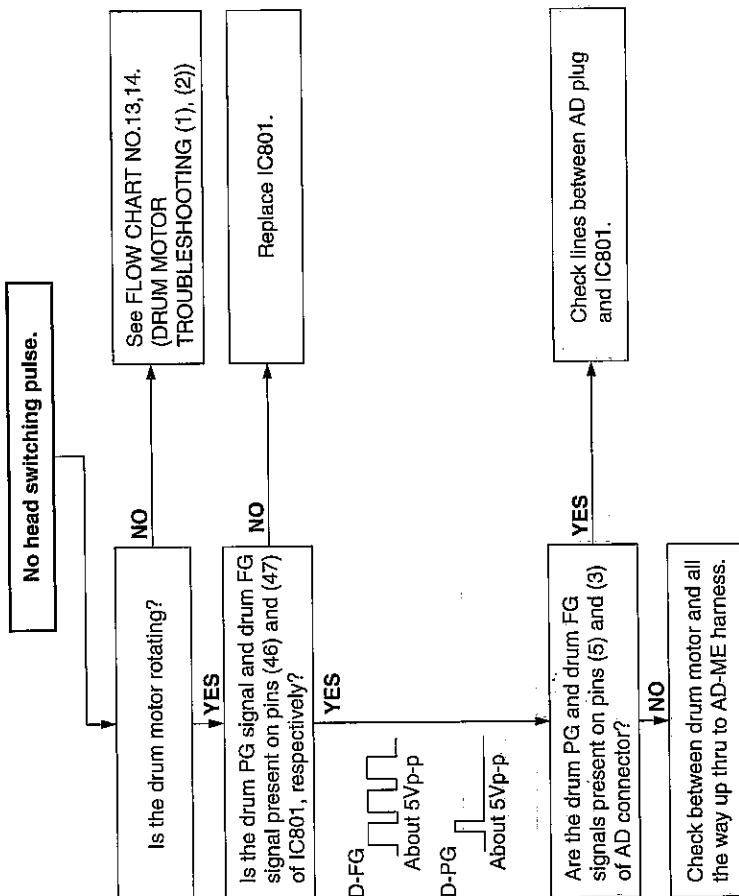 No head switching pulse.
Is the drum motor rotating?
NO
See FLOW CHART NO.13,14.
(DRUM MOTOR
TROUBLESHOOTING (1), (2))
YES
Is the drum PG signal and drum FG
signal present on pins (46) and (47)
of IC801, respectively?
NO
Replace IC801.
YES
D-FG
About 5Vp-p
D-PG
About 5Vp-p
Are the drum PG and drum FG
signals present on pins (5) and (3)
of AD connector?
YES
Check lines between AD plug
and IC801.
NO
Check between drum motor and all
the way up thru to AD-ME harness.